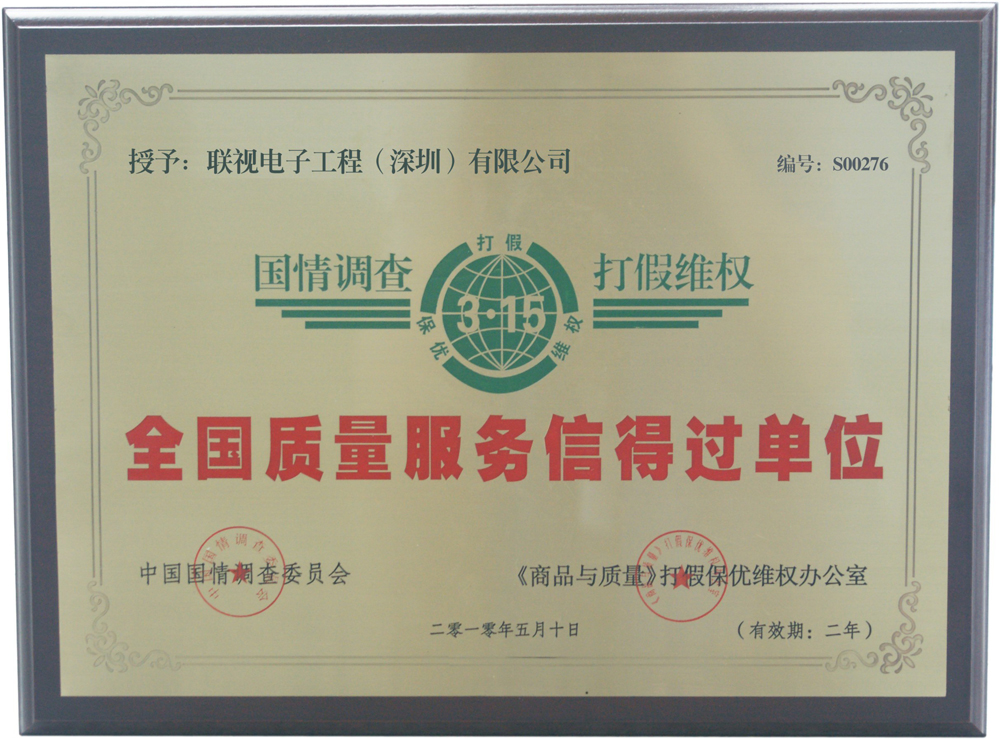 授予：联视电子工程（深圳）有限公司
编号：S00276
国情调查
打假
3·15
保优
维权
打假维权
全国质量服务信得过单位
中国国情调查委员会
《商品与质量》打假保优维权办公室
二零一零年五月十日
（有效期：二年）